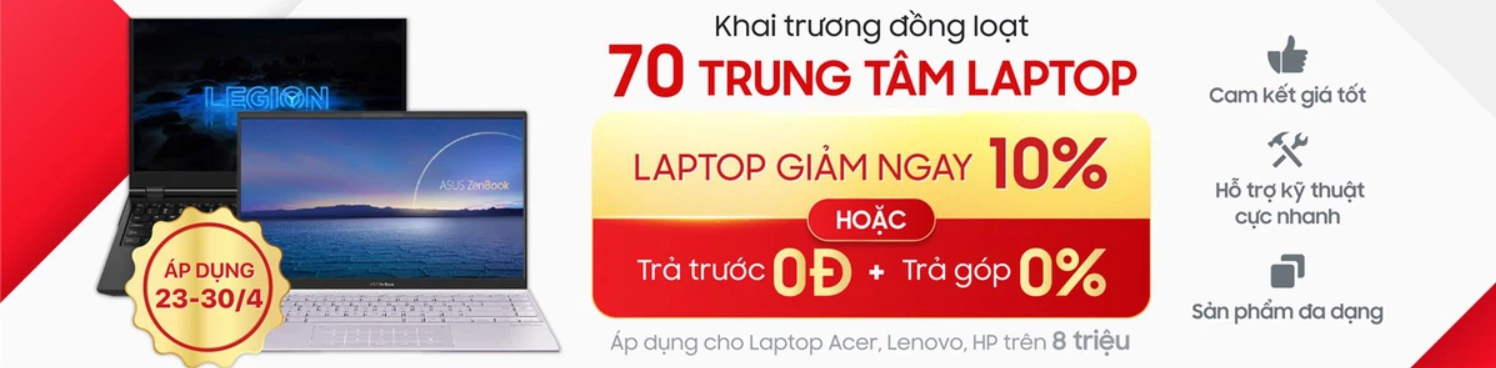 LEGION
ASUS ZenBook
ÁP DỤNG
23-30/4
Khai trương đồng loạt
70 TRUNG TÂM LAPTOP
LAPTOP GIẢM NGAY 10%
HOẶC
Trả trước 0Đ + Trả góp 0%
Áp dụng cho Laptop Acer, Lenovo, HP trên 8 triệu
Cam kết giá tốt
Hỗ trợ kỹ thuật
cực nhanh
Sản phẩm đa dạng